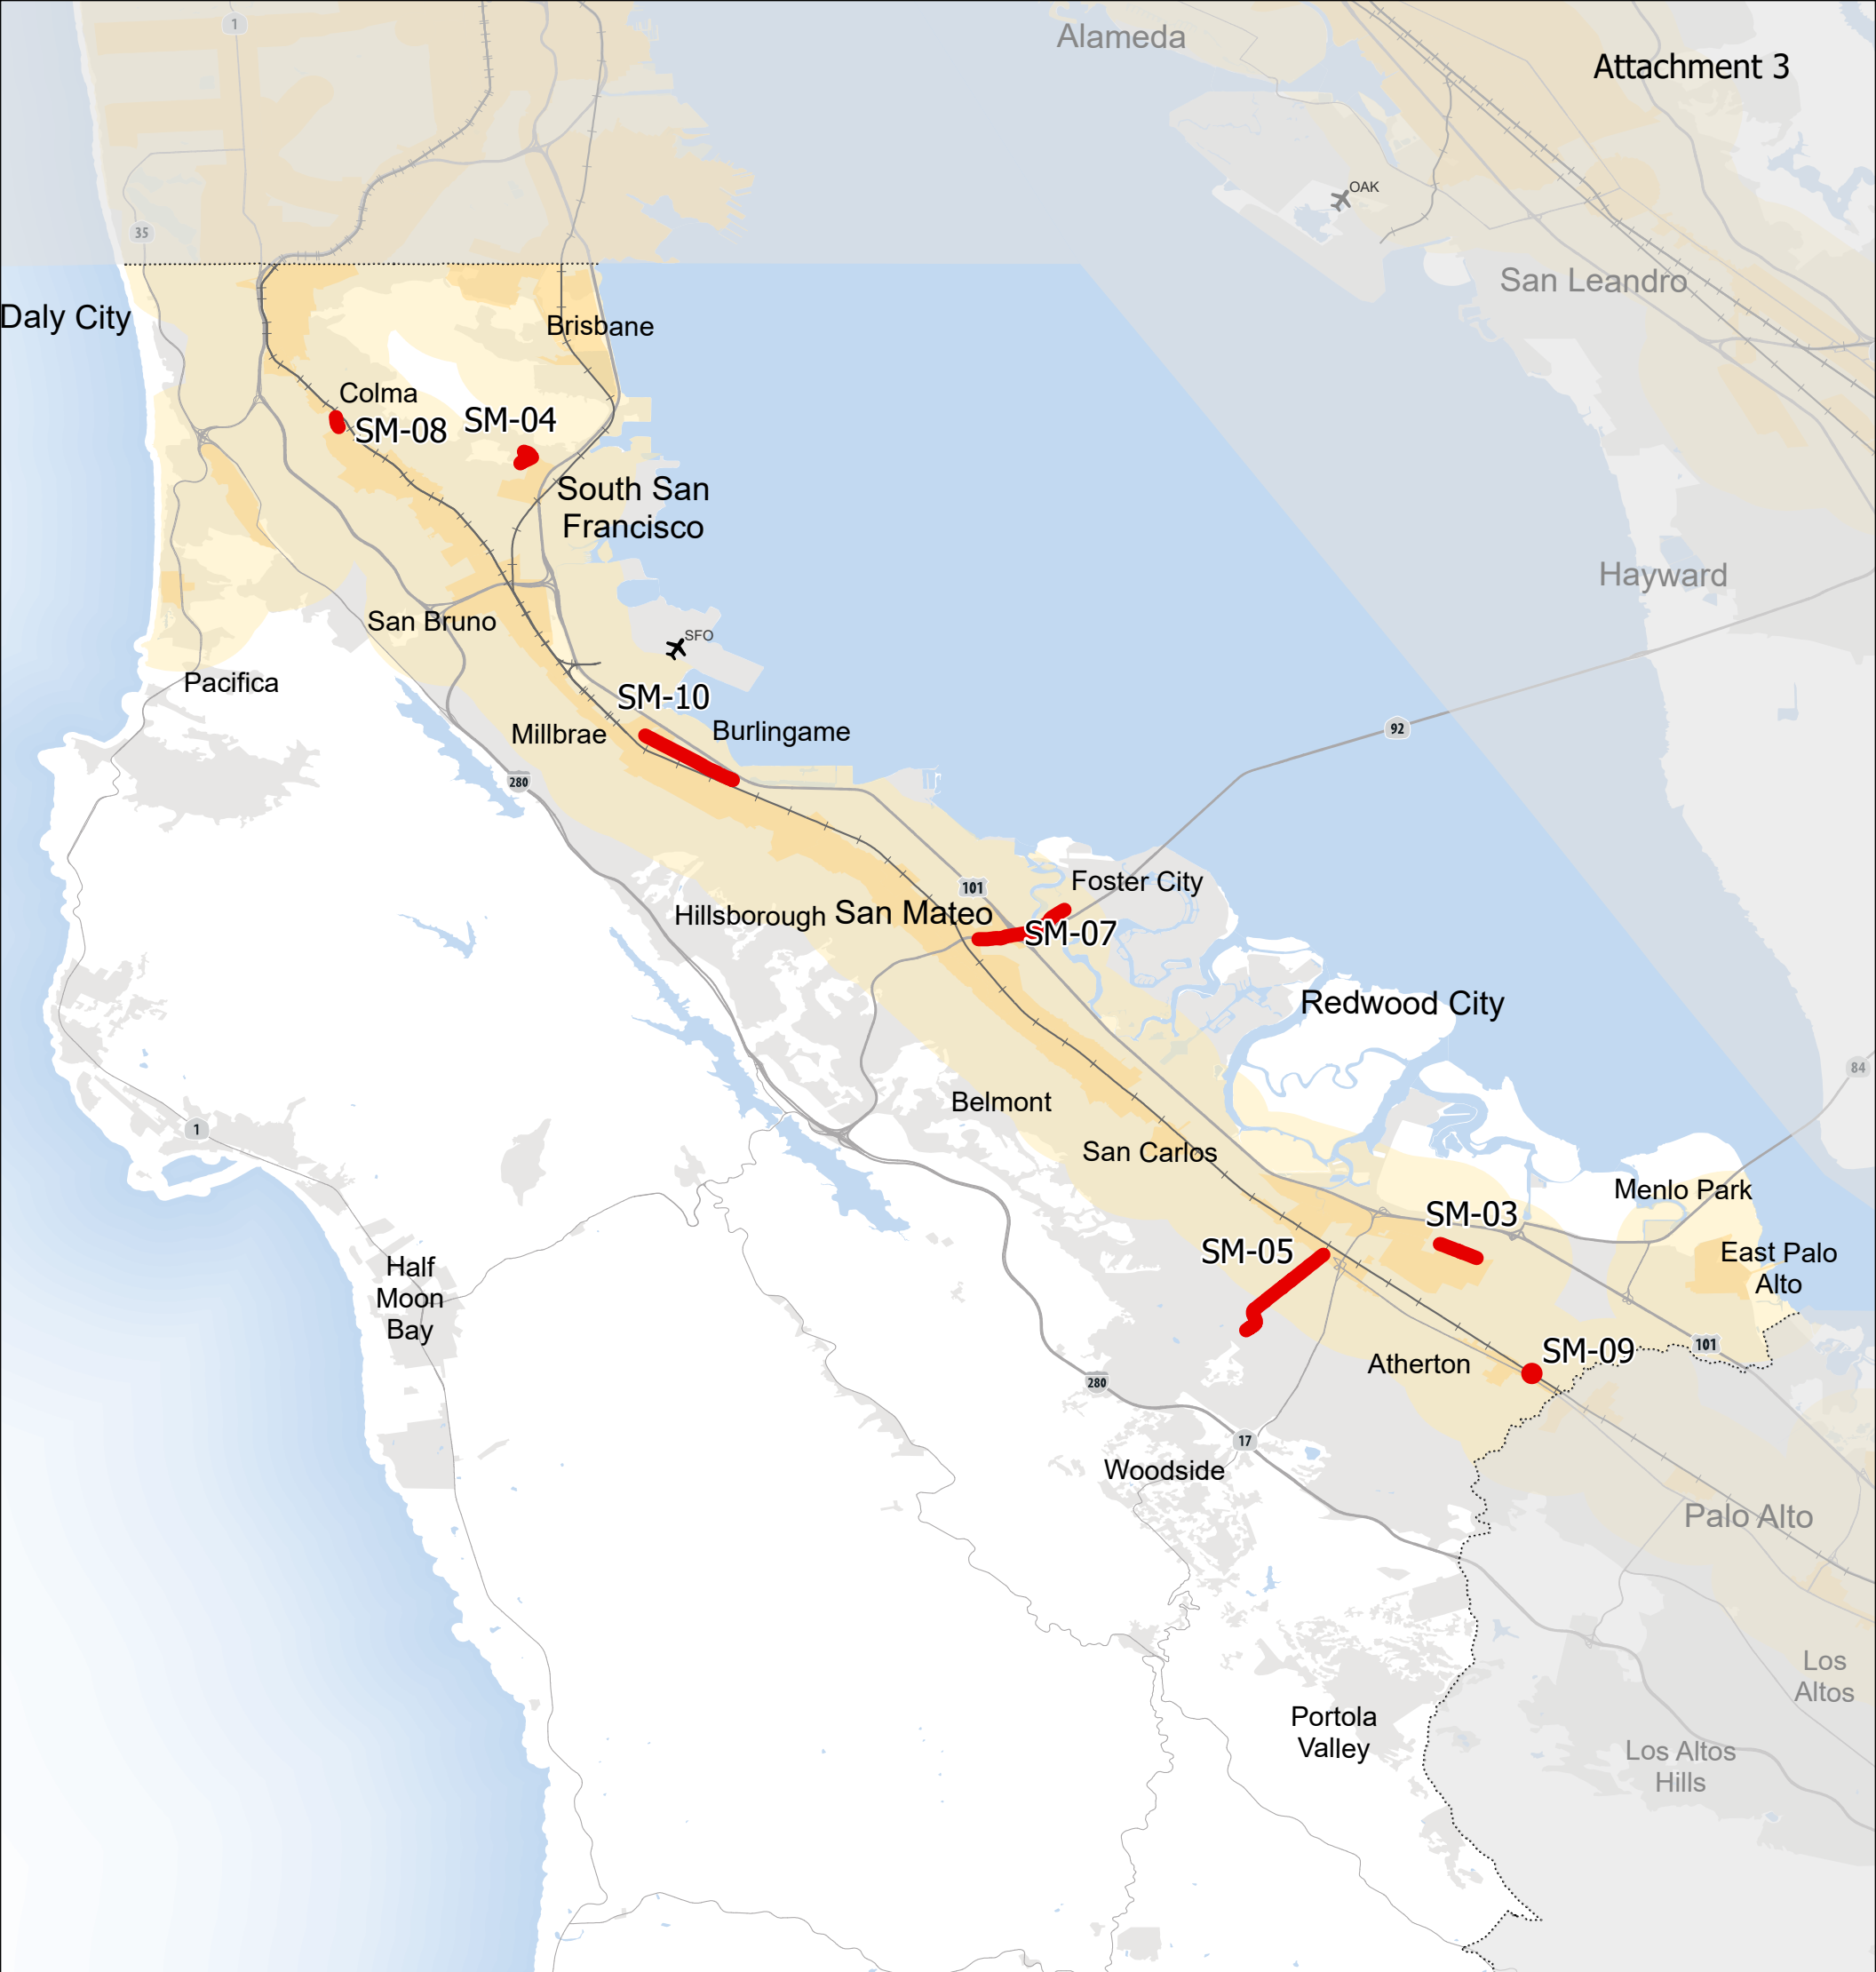 1
Alameda
Attachment 3
OAK
35
San Leandro
Daly City
Brisbane
Colma
SM-08
SM-04
South San
Francisco
Hayward
San Bruno
SFO
Pacifica
SM-10
Millbrae
Burlingame
92
280
101
Foster City
Hillsborough
San Mateo
SM-07
Redwood City
84
Belmont
1
San Carlos
Menlo Park
SM-03
SM-05
East Palo
Alto
Half
Moon
Bay
101
SM-09
Atherton
280
17
Woodside
Palo Alto
Los
Altos
Portola
Valley
Los Altos
Hills